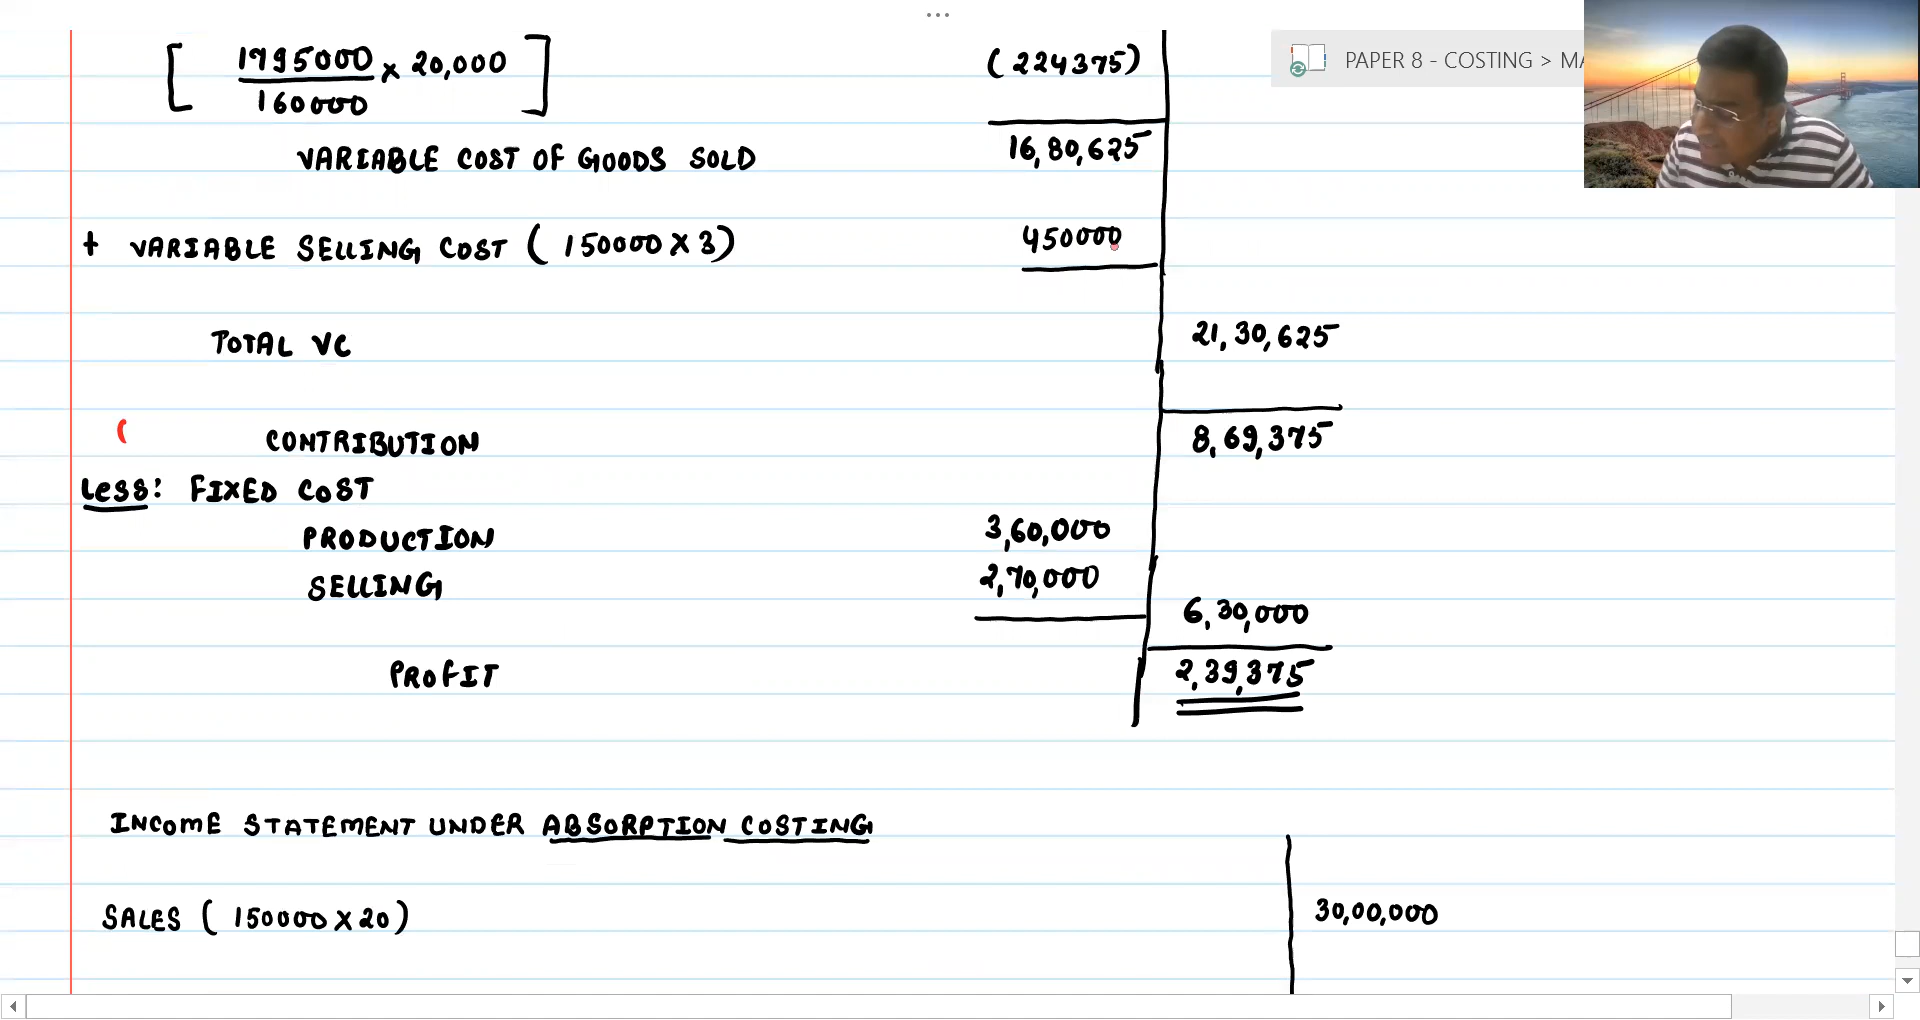 [ 1795000 / 160000 × 20,000 ] (224375)
PAPER 8 - COSTING > MA
VARIABLE COST OF GOODS SOLD 16,80,625
+ VARIABLE SELLING COST (150000 × 3) 450000
TOTAL VC 21,30,625
( CONTRIBUTION 8,69,375
Less: FIXED COST
PRODUCTION 3,60,000
SELLING 2,70,000
6,30,000
PROFIT 2,39,375
INCOME STATEMENT UNDER ABSORPTION COSTING
SALES (150000 × 20) 30,00,000